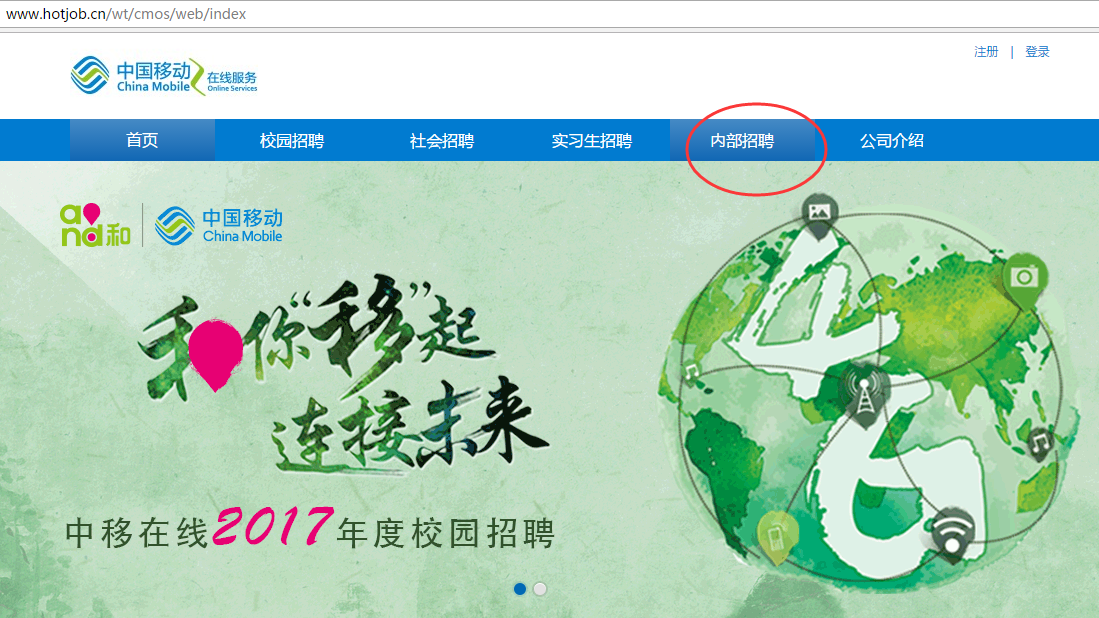 www.hotjob.cn/wt/cmos/web/index
注册 | 登录
中国移动 在线服务
China Mobile Online Services
首页 校园招聘 社会招聘 实习生招聘 内部招聘 公司介绍
and和 中国移动
China Mobile
我你“移”起
连接未来
4G
中移在线2017年度校园招聘